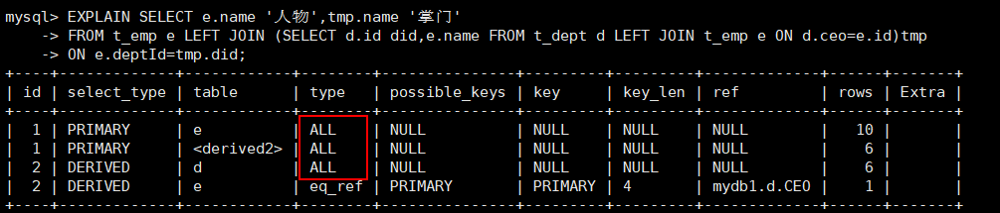 mysql> EXPLAIN SELECT e.name '人物',tmp.name '掌门'
    -> FROM t_emp e LEFT JOIN (SELECT d.id did,e.name FROM t_dept d LEFT JOIN t_emp e ON d.ceo=e.id)tmp
    -> ON e.deptId=tmp.did;
+----+-------------+------------+--------+---------------+---------+---------+-------------+------+-------+
| id | select_type | table      | type   | possible_keys | key     | key_len | ref         | rows | Extra |
+----+-------------+------------+--------+---------------+---------+---------+-------------+------+-------+
|  1 | PRIMARY     | e          | ALL    | NULL          | NULL    | NULL    | NULL        |   10 |       |
|  1 | PRIMARY     | <derived2> | ALL    | NULL          | NULL    | NULL    | NULL        |    6 |       |
|  2 | DERIVED     | d          | ALL    | NULL          | NULL    | NULL    | NULL        |    6 |       |
|  2 | DERIVED     | e          | eq_ref | PRIMARY       | PRIMARY | 4       | mydb1.d.CEO |    1 |       |
+----+-------------+------------+--------+---------------+---------+---------+-------------+------+-------+